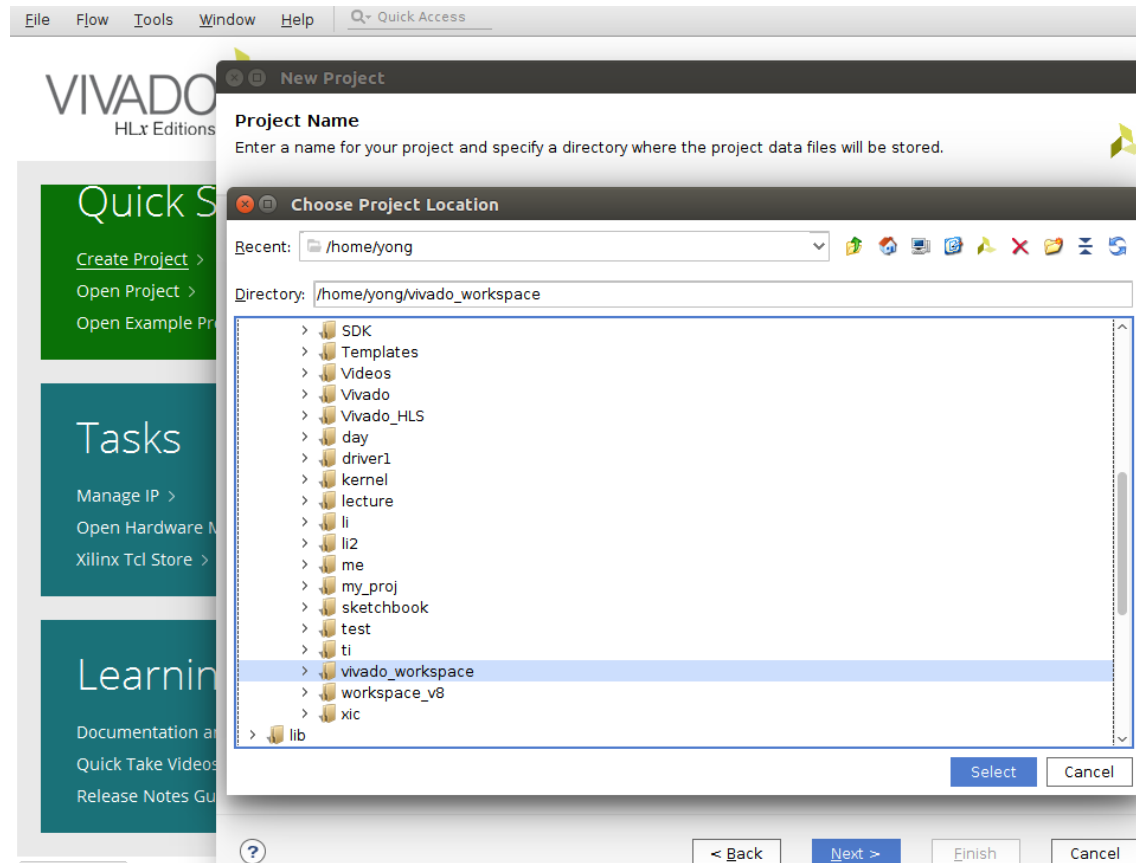 File Flow Tools Window Help Quick Access
VIVADO
HLx Editions
New Project
Project Name
Enter a name for your project and specify a directory where the project data files will be stored.
Quick S
Create Project >
Open Project >
Open Example Pr
Choose Project Location
Recent: /home/yong
Directory: /home/yong/vivado_workspace
> SDK
> Templates
> Videos
> Vivado
> Vivado_HLS
> day
> driver1
> kernel
> lecture
> li
> li2
> me
> my_proj
> sketchbook
> test
> ti
> vivado_workspace
> workspace_v8
> xic
> lib
Select Cancel
Tasks
Manage IP >
Open Hardware M
Xilinx Tcl Store >
Learnin
Documentation a
Quick Take Videos
Release Notes Gu
? < Back Next > Finish Cancel